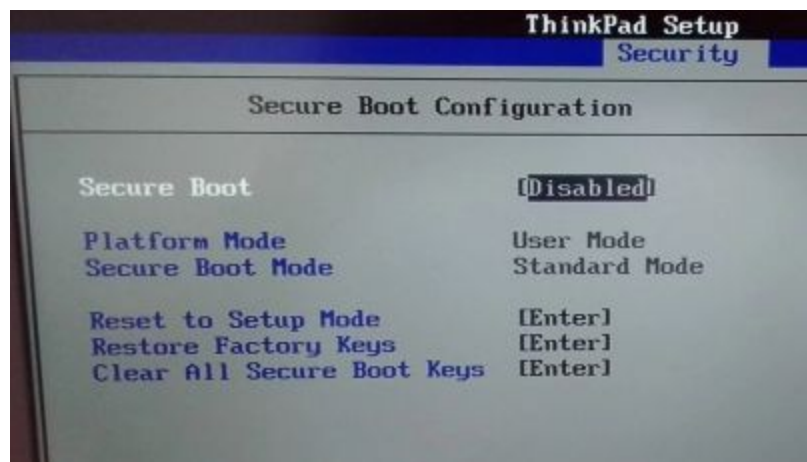 ThinkPad Setup
Security
Secure Boot Configuration
Secure Boot [Disabled]
Platform Mode User Mode
Secure Boot Mode Standard Mode
Reset to Setup Mode [Enter]
Restore Factory Keys [Enter]
Clear All Secure Boot Keys [Enter]